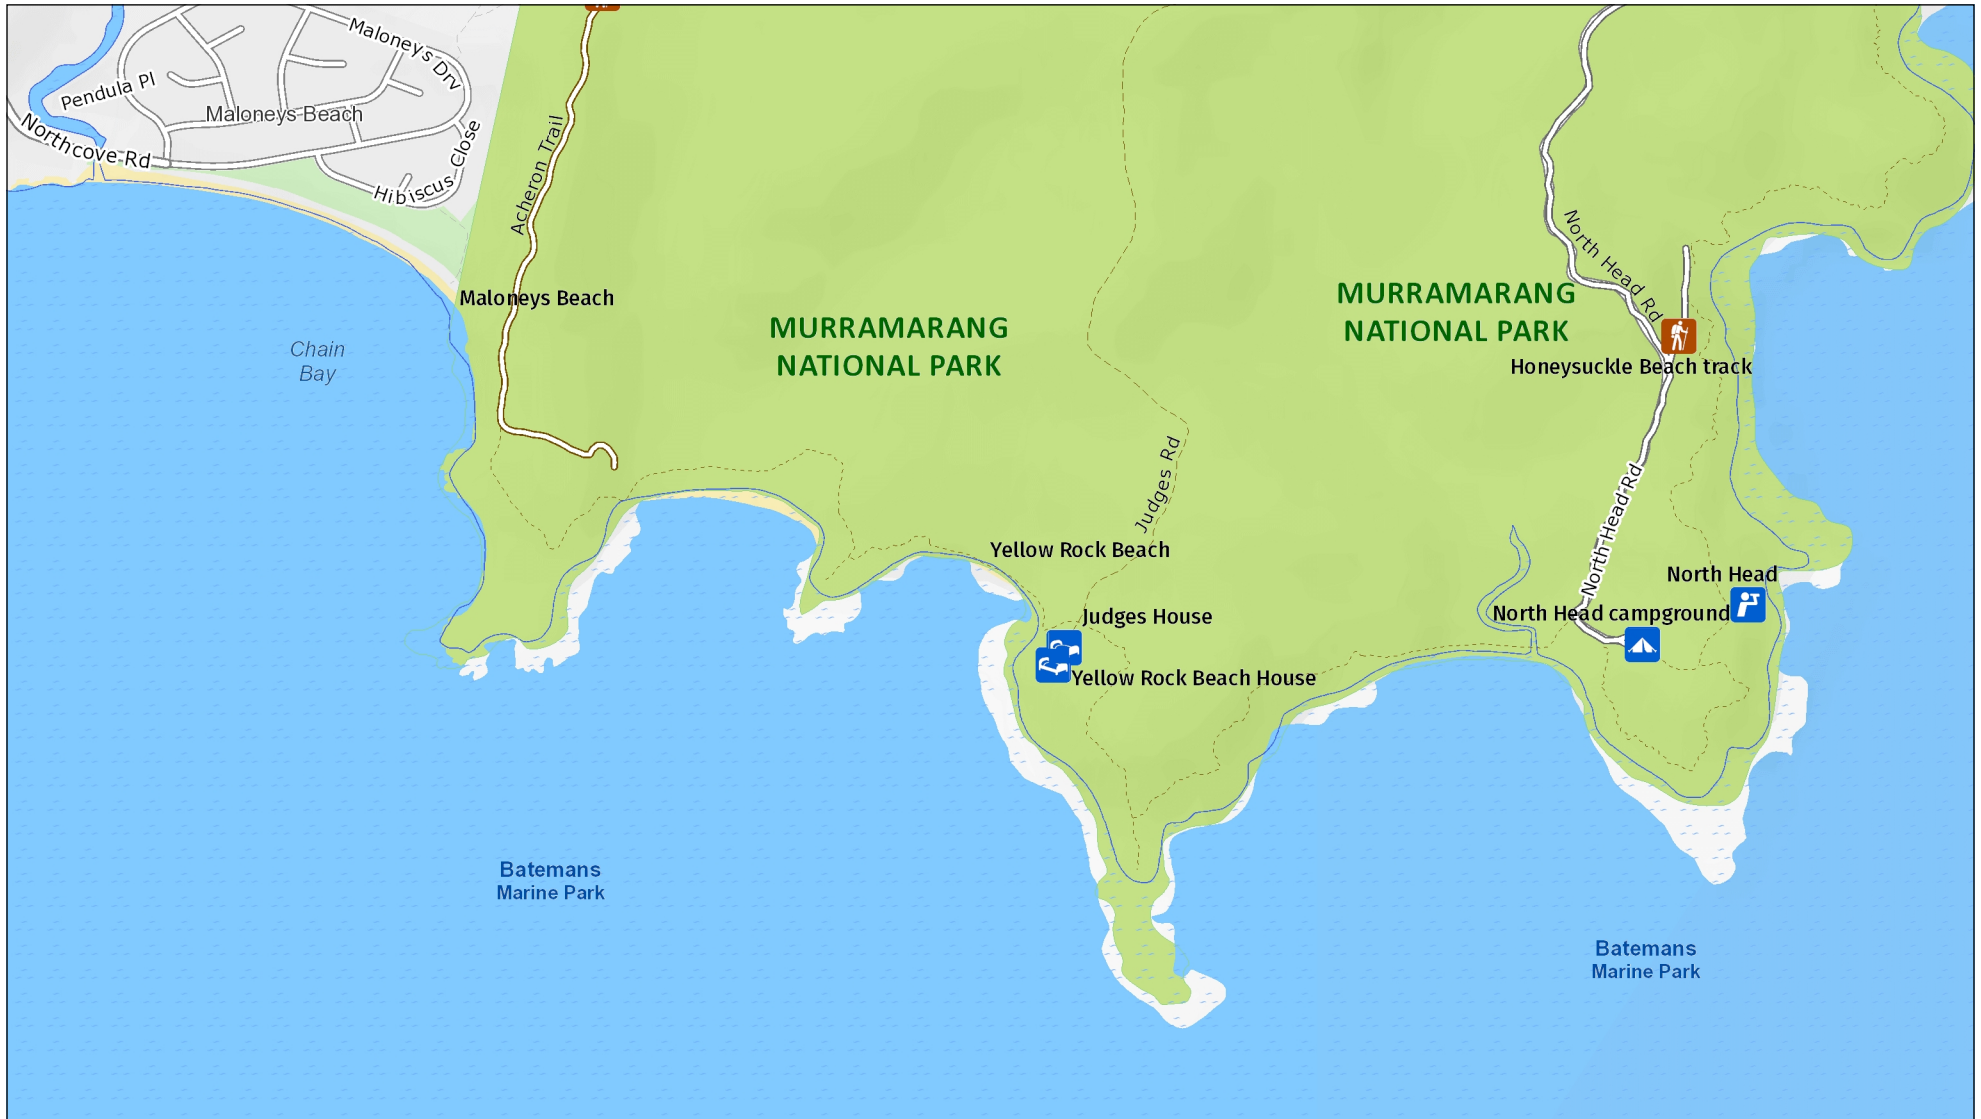 Maloneys Drv
Pendula Pl
Maloneys Beach
Northcove Rd
Hibiscus Close
Acheron Trail
Maloneys Beach
Chain
Bay
MURRAMARANG
NATIONAL PARK
MURRAMARANG
NATIONAL PARK
North Head Rd
Honeysuckle Beach track
Judges Rd
North Head Rd
Yellow Rock Beach
North Head
North Head campground
Judges House
Yellow Rock Beach House
Batemans
Marine Park
Batemans
Marine Park